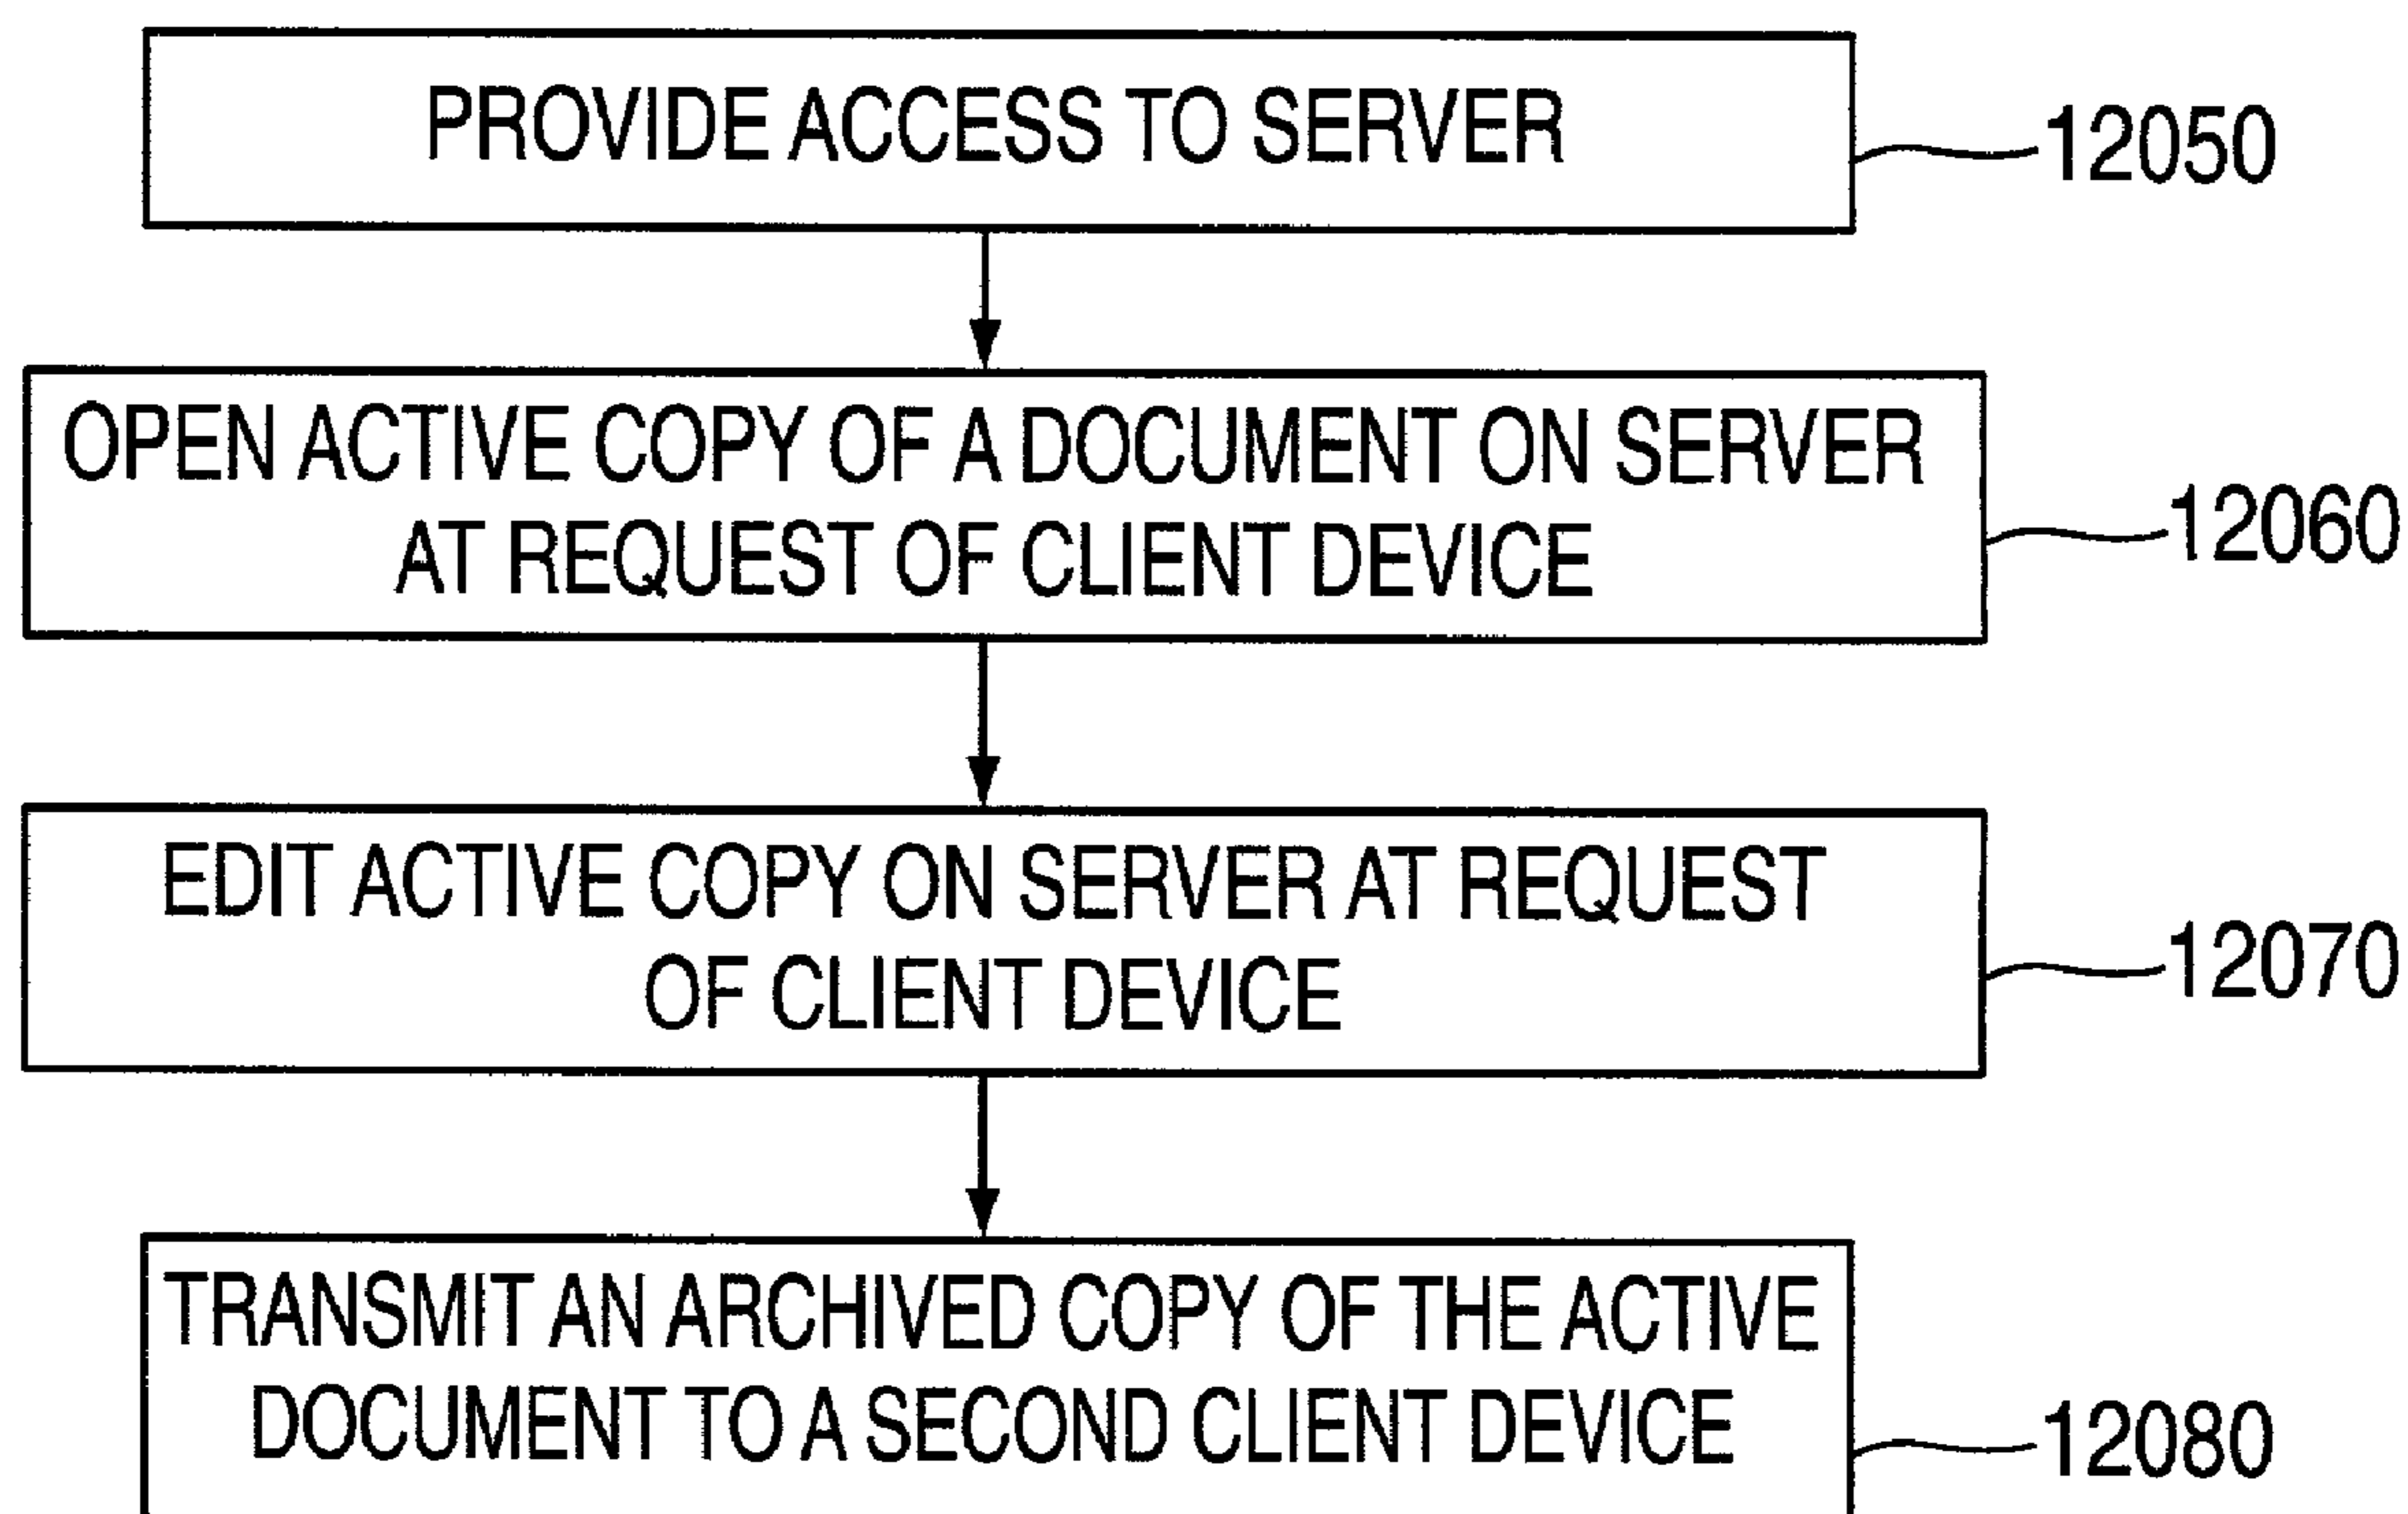 PROVIDE ACCESS TO SERVER
12050
OPEN ACTIVE COPY OF A DOCUMENT ON SERVER
AT REQUEST OF CLIENT DEVICE
12060
EDIT ACTIVE COPY ON SERVER AT REQUEST
OF CLIENT DEVICE
12070
TRANSMIT AN ARCHIVED COPY OF THE ACTIVE
DOCUMENT TO A SECOND CLIENT DEVICE
12080